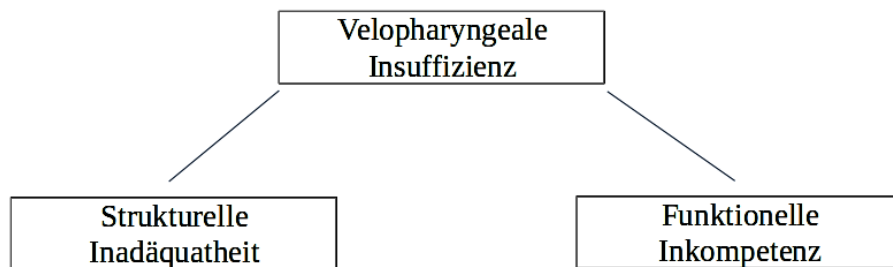 Velopharyngeale
Insuffizienz
Strukturelle
Inadäquatheit
Funktionelle
Inkompetenz